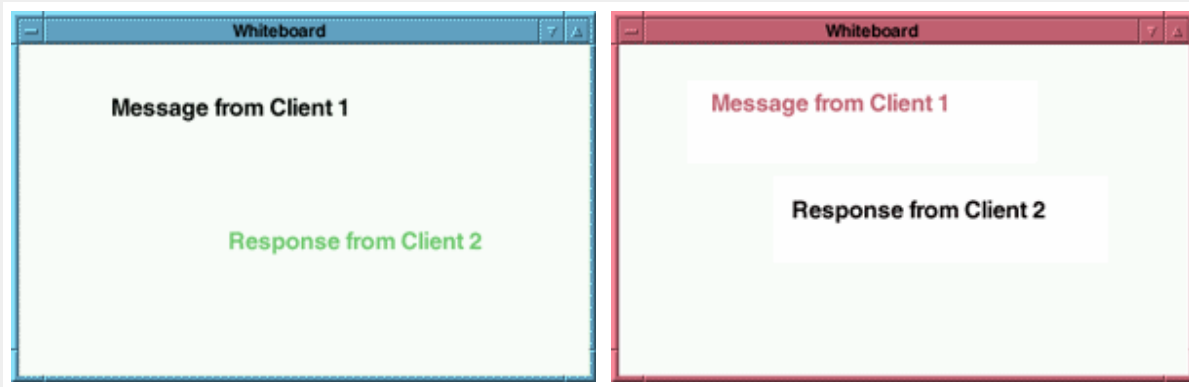 Whiteboard
Message from Client 1
Response from Client 2
Whiteboard
Message from Client 1
Response from Client 2